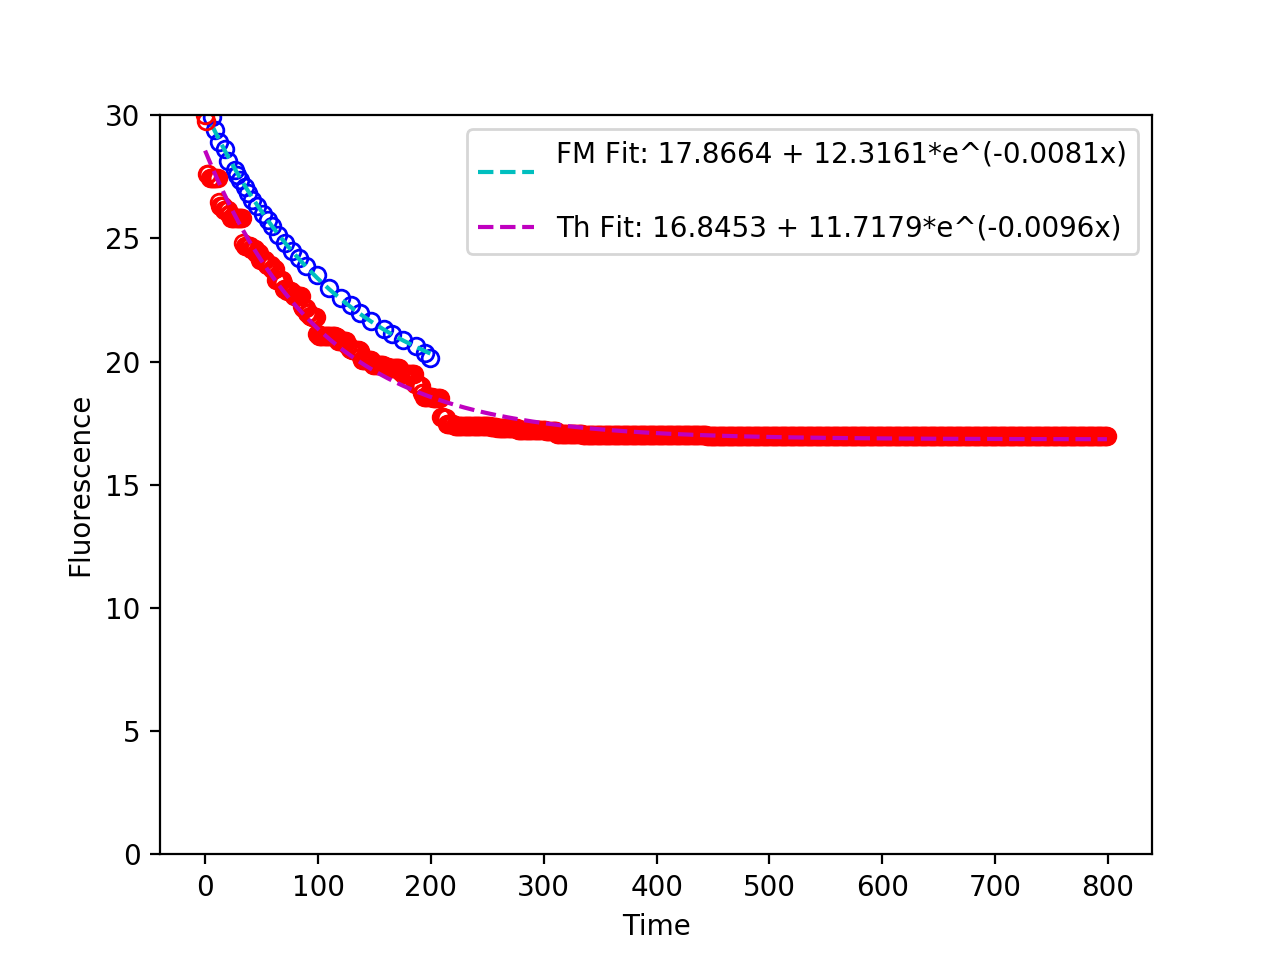 FM Fit: 17.8664 + 12.3161*e^(-0.0081x)
Th Fit: 16.8453 + 11.7179*e^(-0.0096x)
30
25
20
15
10
5
0
Fluorescence
0 100 200 300 400 500 600 700 800
Time